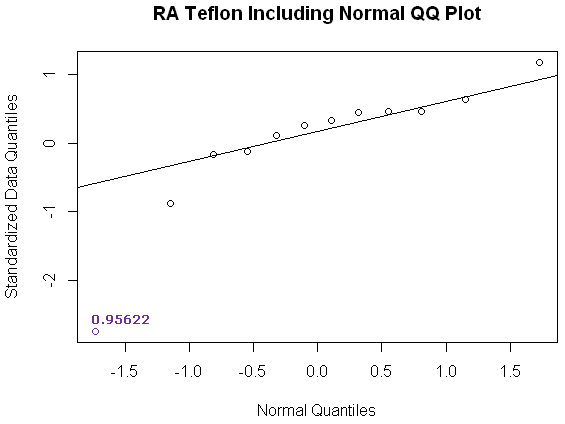 RA Teflon Including Normal QQ Plot
Standardized Data Quantiles
1
0
-1
-2
0.95622
-1.5 -1.0 -0.5 0.0 0.5 1.0 1.5
Normal Quantiles